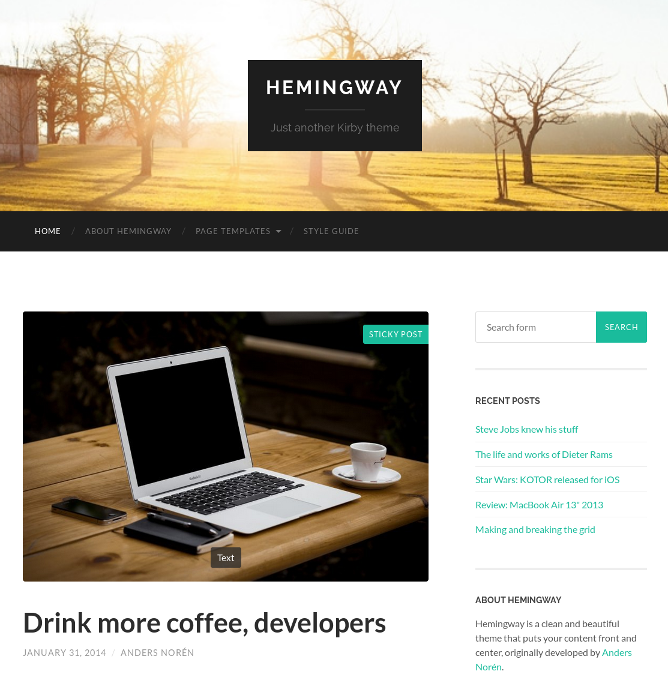 HEMINGWAY
Just another Kirby theme
HOME / ABOUT HEMINGWAY / PAGE TEMPLATES / STYLE GUIDE
STICKY POST
Text
Drink more coffee, developers
JANUARY 31, 2014 / ANDERS NORÉN
Search form
SEARCH
RECENT POSTS
Steve Jobs knew his stuff
The life and works of Dieter Rams
Star Wars: KOTOR released for iOS
Review: MacBook Air 13" 2013
Making and breaking the grid
ABOUT HEMINGWAY
Hemingway is a clean and beautiful
theme that puts your content front and
center, originally developed by Anders
Norén.